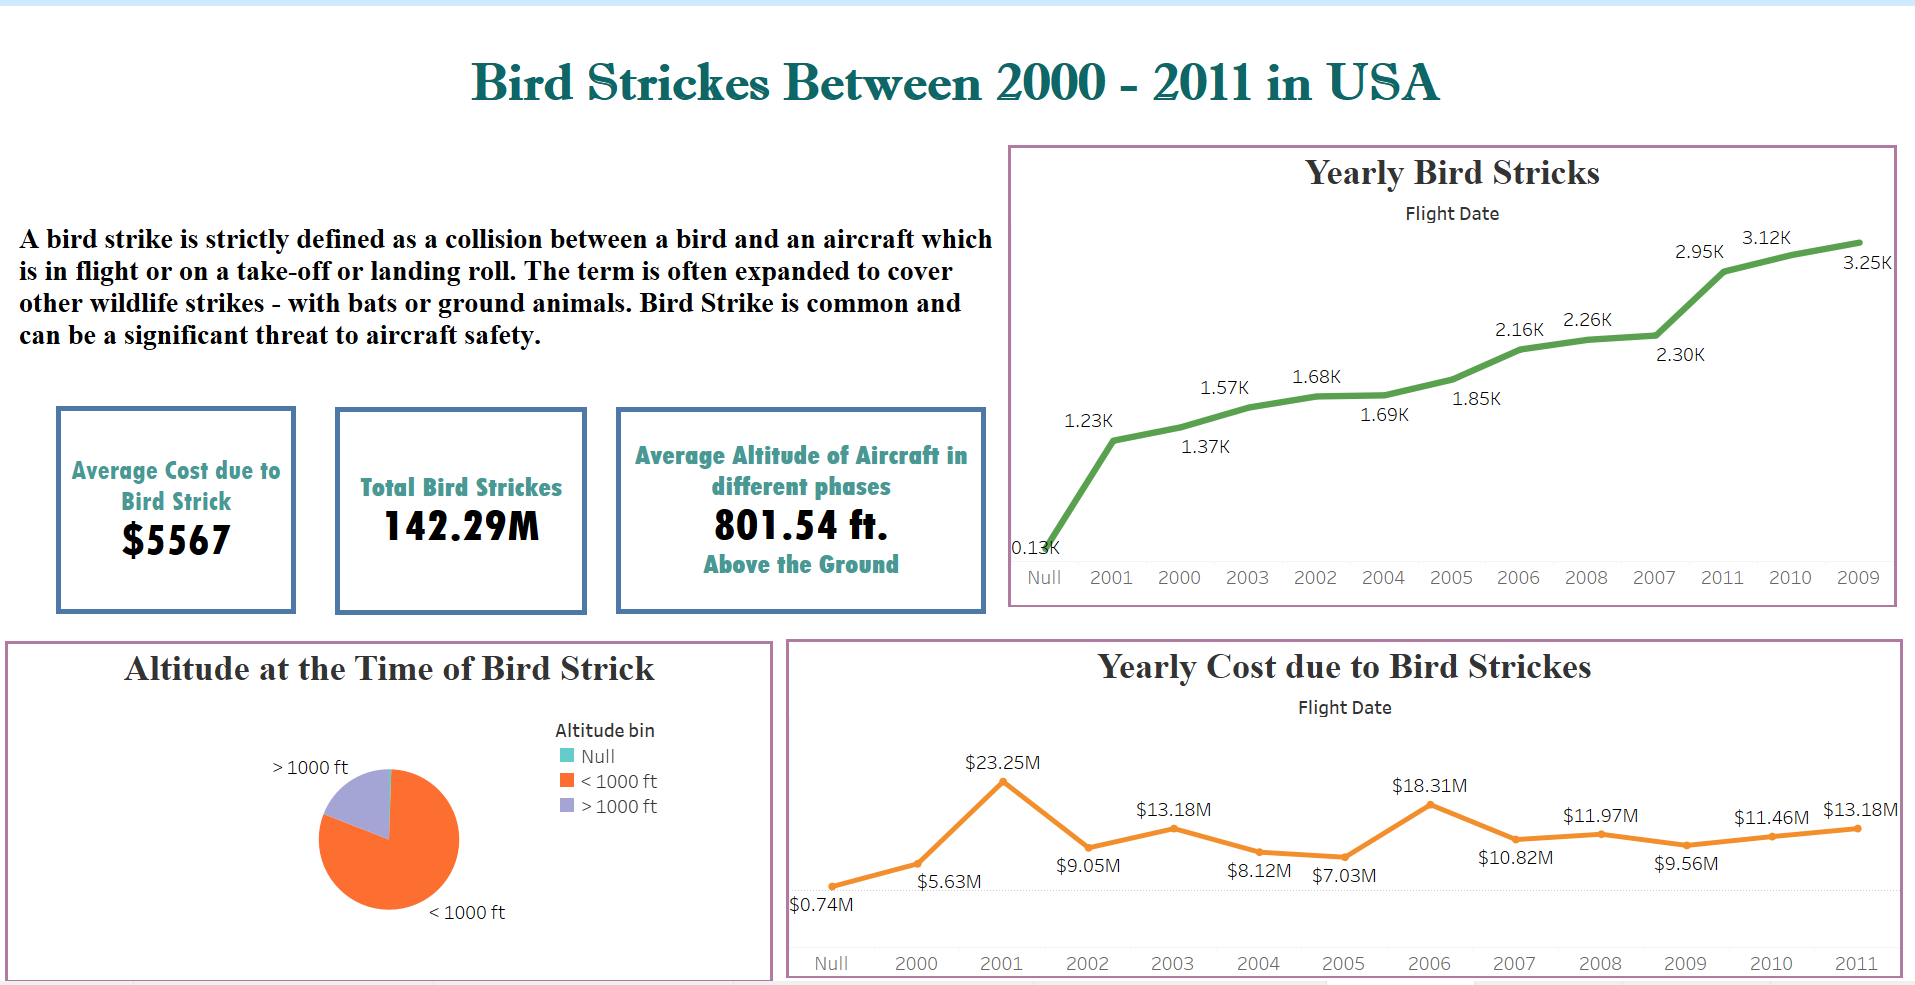 Bird Strickes Between 2000 - 2011 in USA
A bird strike is strictly defined as a collision between a bird and an aircraft which
is in flight or on a take-off or landing roll. The term is often expanded to cover
other wildlife strikes - with bats or ground animals. Bird Strike is common and
can be a significant threat to aircraft safety.
Average Cost due to
Bird Strick
$5567
Total Bird Strickes
142.29M
Average Altitude of Aircraft in
different phases
801.54 ft.
Above the Ground
Yearly Bird Stricks
Flight Date
0.13K
1.23K
1.37K
1.57K
1.68K
1.69K
1.85K
2.16K
2.26K
2.30K
2.95K
3.12K
3.25K
Null 2001 2000 2003 2002 2004 2005 2006 2008 2007 2011 2010 2009
Altitude at the Time of Bird Strick
> 1000 ft
< 1000 ft
Altitude bin
Null
< 1000 ft
> 1000 ft
Yearly Cost due to Bird Strickes
Flight Date
$0.74M
$5.63M
$23.25M
$9.05M
$13.18M
$8.12M
$7.03M
$18.31M
$10.82M
$11.97M
$9.56M
$11.46M
$13.18M
Null 2000 2001 2002 2003 2004 2005 2006 2007 2008 2009 2010 2011